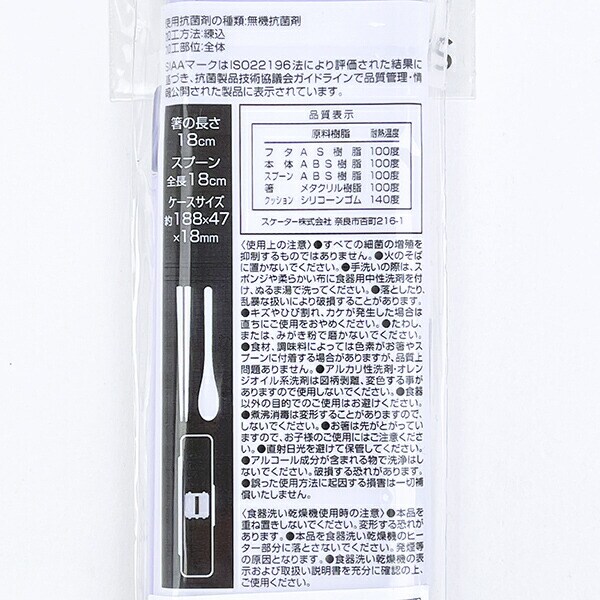 使用抗菌剤の種類:無機抗菌剤
加工方法:練込
加工部位:全体
SIAAマークはISO22196法により評価された結果に
基づき、抗菌製品技術協議会ガイドラインで品質管理・情
報公開された製品に表示されています。
箸の長さ
18cm
スプーン
全長18cm
ケースサイズ
約188×47
×18mm
品質表示
原料樹脂 耐熱温度
フタ AS樹脂 100度
本体 ABS樹脂 100度
スプーン ABS樹脂 100度
箸 メタクリル樹脂 100度
クッション シリコーンゴム 140度
スケーター株式会社 奈良市杏町216-1
〈使用上の注意〉●すべての細菌の増殖を
抑制するものではありません。●火のそば
に置かないでください。●手洗いの際は、ス
ポンジや柔らかい布に食器用中性洗剤を付
け、ぬるま湯で洗ってください。●落としたり、
乱暴な扱いにより破損することがあります。
●キズやひび割れ、カケが発生した場合は
直ちにご使用をおやめください。●たわし、
または、みがき粉で磨かないでください。
●食材、調味料によっては色素がお箸やス
プーンに付着する場合がありますが、品質上
問題ありません。●アルカリ性洗剤・オレン
ジオイル系洗剤は図柄剥離、変色する事が
ありますので使用しないでください。●食器
以外の目的でのご使用はお避けください。
●煮沸消毒は変形することがありますので、
しないでください。●お箸は先がとがってい
ますので、お子様のご使用にはご注意くださ
い。●直射日光を避けて保管してください。
●アルコール成分が含まれる物で洗浄はし
ないでください。破損する恐れがあります。
●誤った使用方法に起因する損害は一切補
償いたしません。
〈食器洗い乾燥機使用時の注意〉●本品を
重ね置きしないでください。変形する恐れが
あります。●本品を食器洗い乾燥機のヒー
ター部分に落とさないでください。発煙等
の原因となります。●食器洗い乾燥機の表
示および取扱い説明書を充分に確認の上、
ご使用ください。